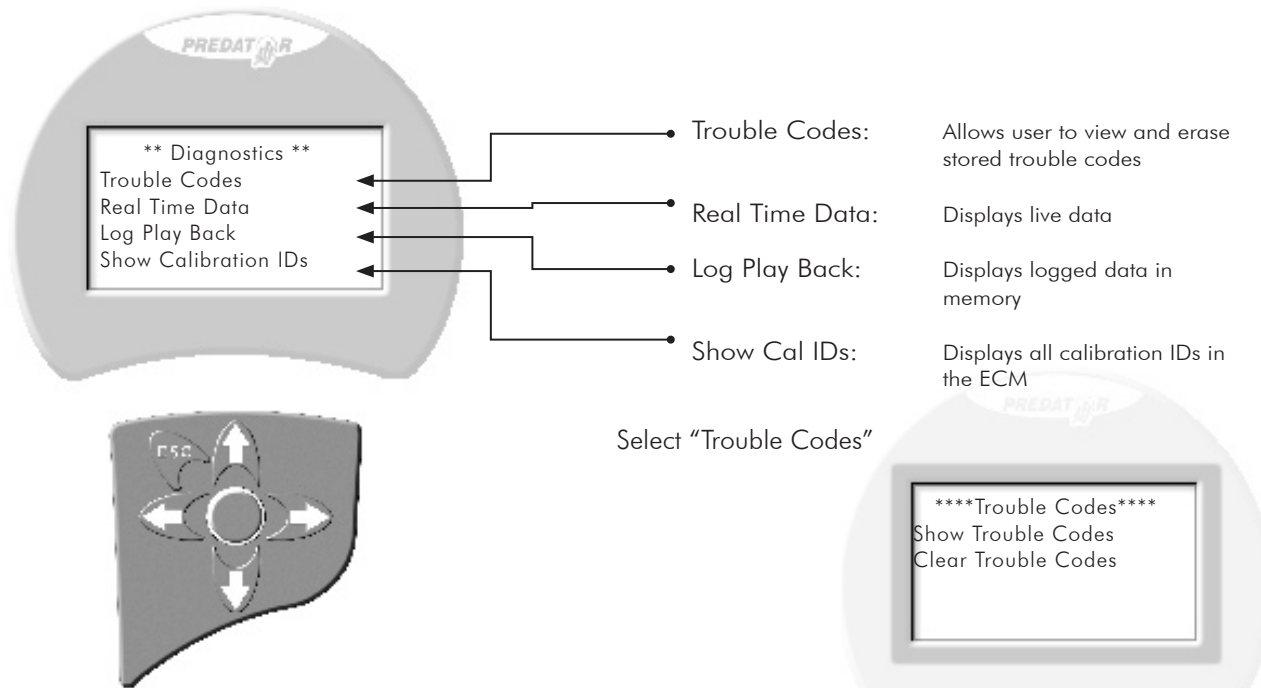 PREDATOR
** Diagnostics **
Trouble Codes
Real Time Data
Log Play Back
Show Calibration IDs
Trouble Codes: Allows user to view and erase
stored trouble codes
Real Time Data: Displays live data
Log Play Back: Displays logged data in
memory
Show Cal IDs: Displays all calibration IDs in
the ECM
ESC
Select “Trouble Codes”
PREDATOR
****Trouble Codes****
Show Trouble Codes
Clear Trouble Codes